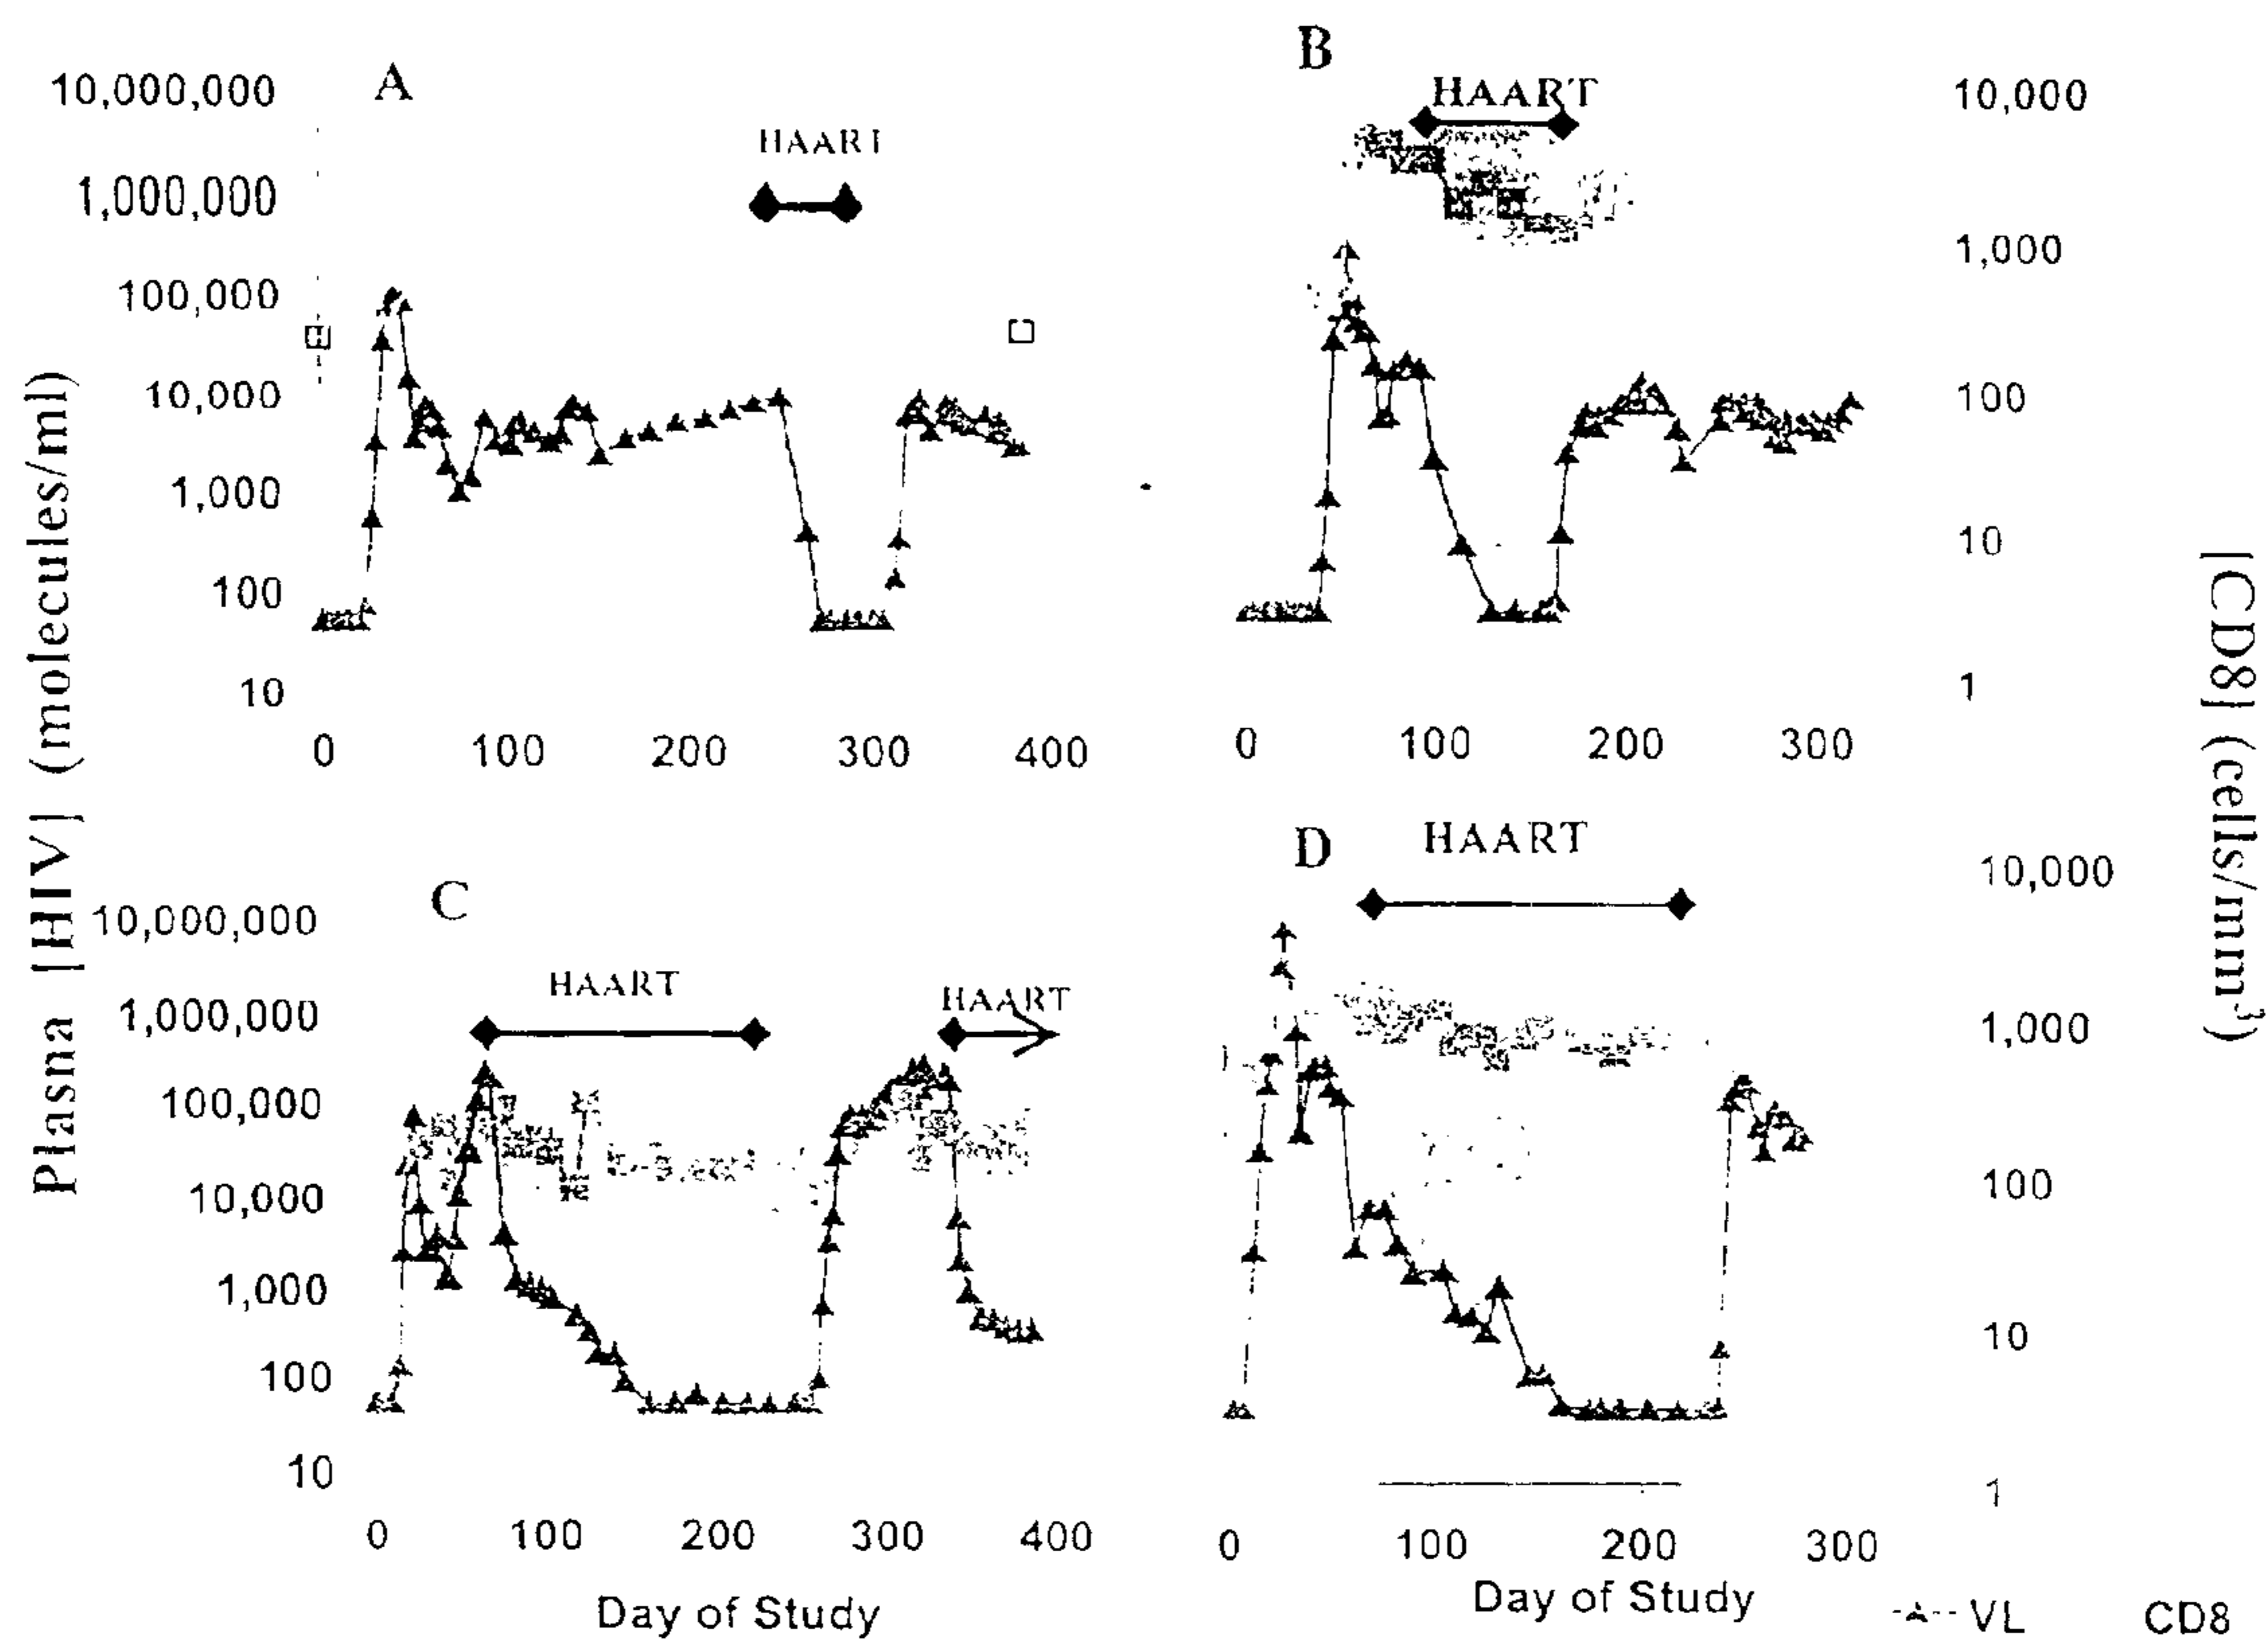 A
B
HAART
HAART
10,000,000
1,000,000
100,000
10,000
1,000
100
10
10,000
1,000
100
10
1
0 100 200 300 400
0 100 200 300
Plasna [HIV] (molecules/ml)
[CD8] (cells/mm³)
C
D
HAART
HAART
HAART
10,000,000
1,000,000
100,000
10,000
1,000
100
10
10,000
1,000
100
10
1
0 100 200 300 400
0 100 200 300
Day of Study
Day of Study
VL CD8